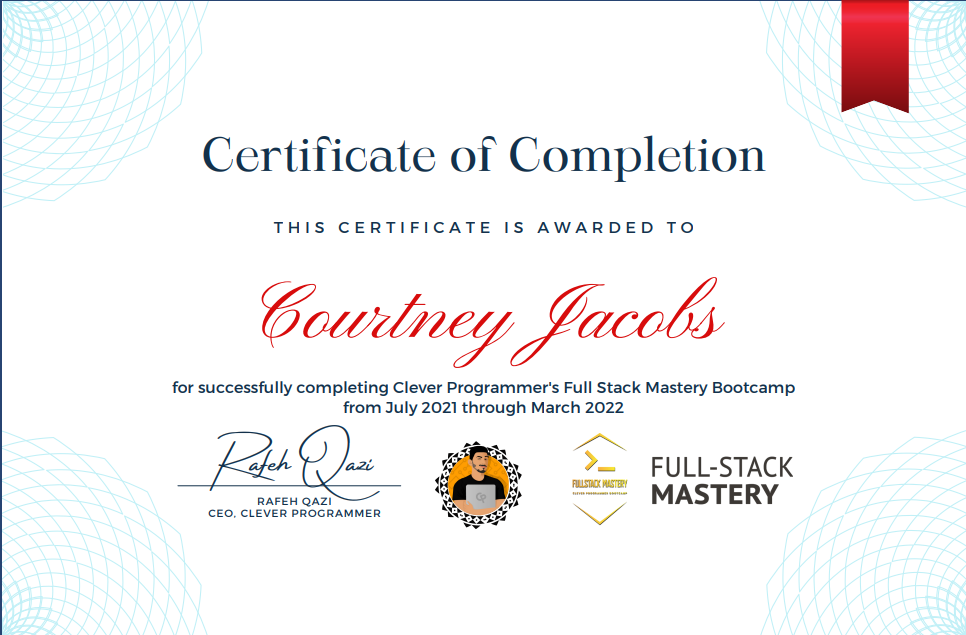 Certificate of Completion
THIS CERTIFICATE IS AWARDED TO
Courtney Jacobs
for successfully completing Clever Programmer's Full Stack Mastery Bootcamp
from July 2021 through March 2022
Rafeh Qazi
RAFEH QAZI
CEO, CLEVER PROGRAMMER
CP
FULLSTACK MASTERY
CLEVER PROGRAMMER BOOTCAMP
FULL-STACK
MASTERY